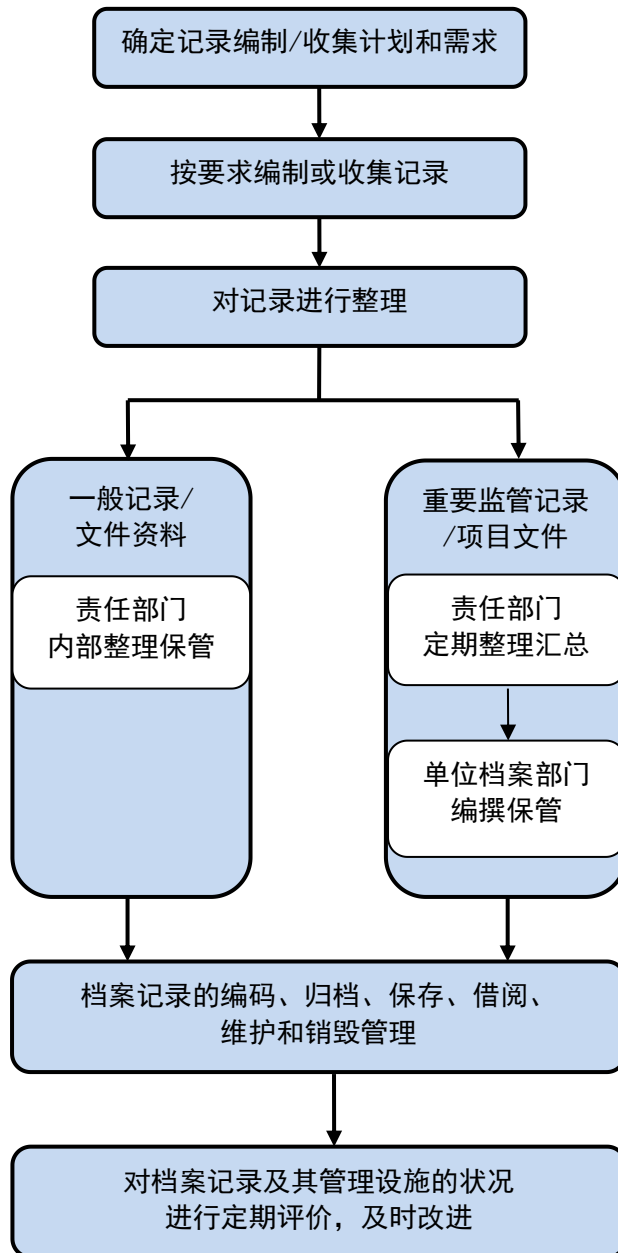 确定记录编制/收集计划和需求
按要求编制或收集记录
对记录进行整理
一般记录/
文件资料
责任部门
内部整理保管
重要监管记录
/项目文件
责任部门
定期整理汇总
单位档案部门
编撰保管
档案记录的编码、归档、保存、借阅、
维护和销毁管理
对档案记录及其管理设施的状况
进行定期评价，及时改进